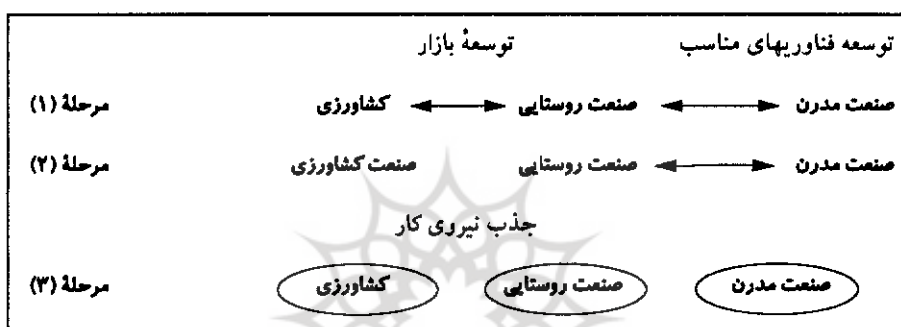 توسعه فناوریهای مناسب توسعهٔ بازار
صنعت مدرن صنعت روستایی کشاورزی مرحلهٔ (۱)
صنعت مدرن صنعت روستایی صنعت کشاورزی مرحلهٔ (۲)
جذب نیروی کار
صنعت مدرن صنعت روستایی کشاورزی مرحلهٔ (۳)